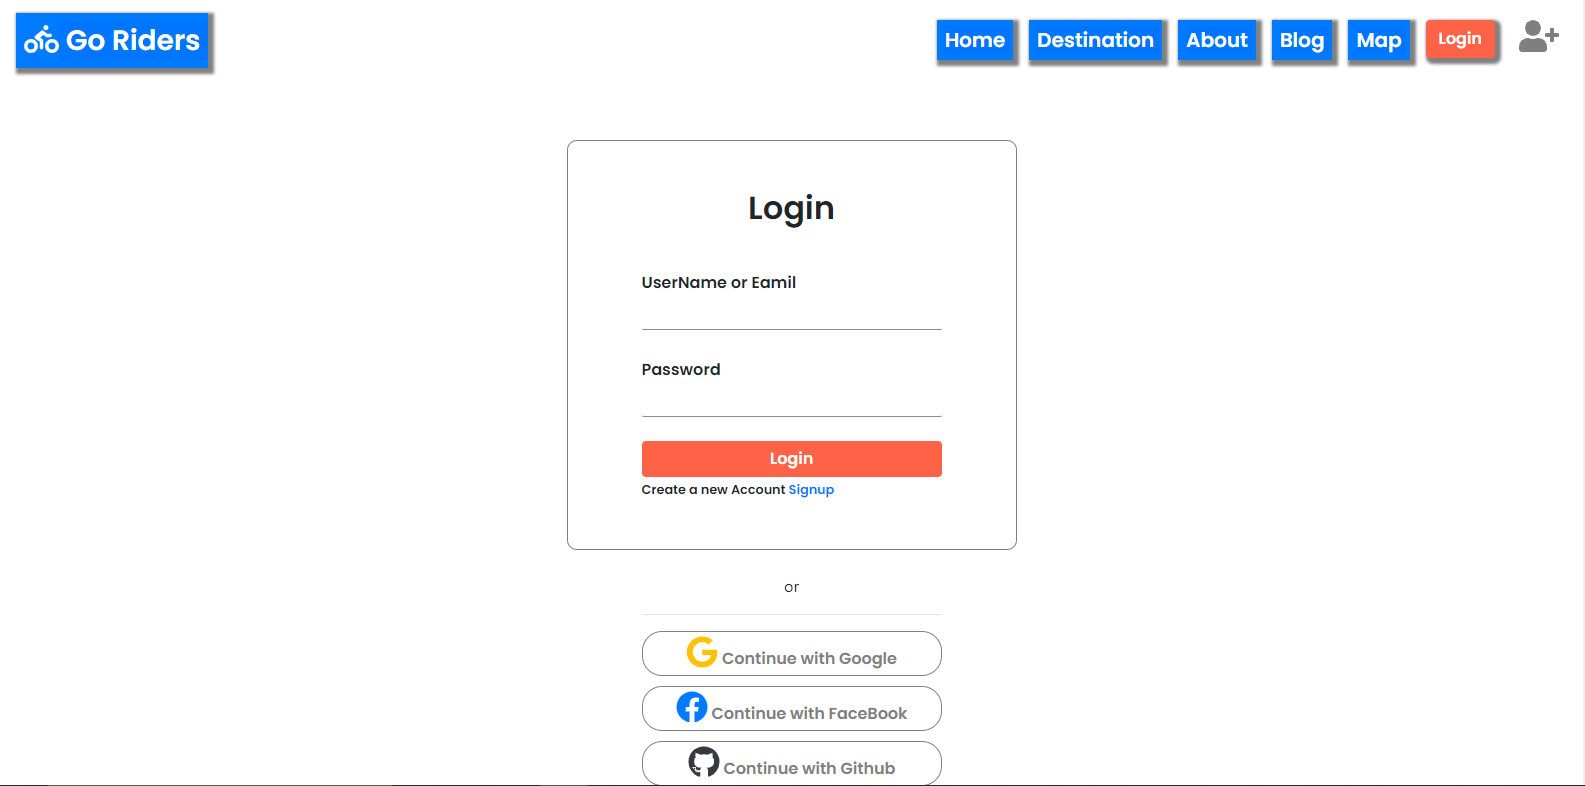 Go Riders
Home Destination About Blog Map Login
Login
UserName or Eamil
Password
Login
Create a new Account Signup
or
Continue with Google
Continue with FaceBook
Continue with Github